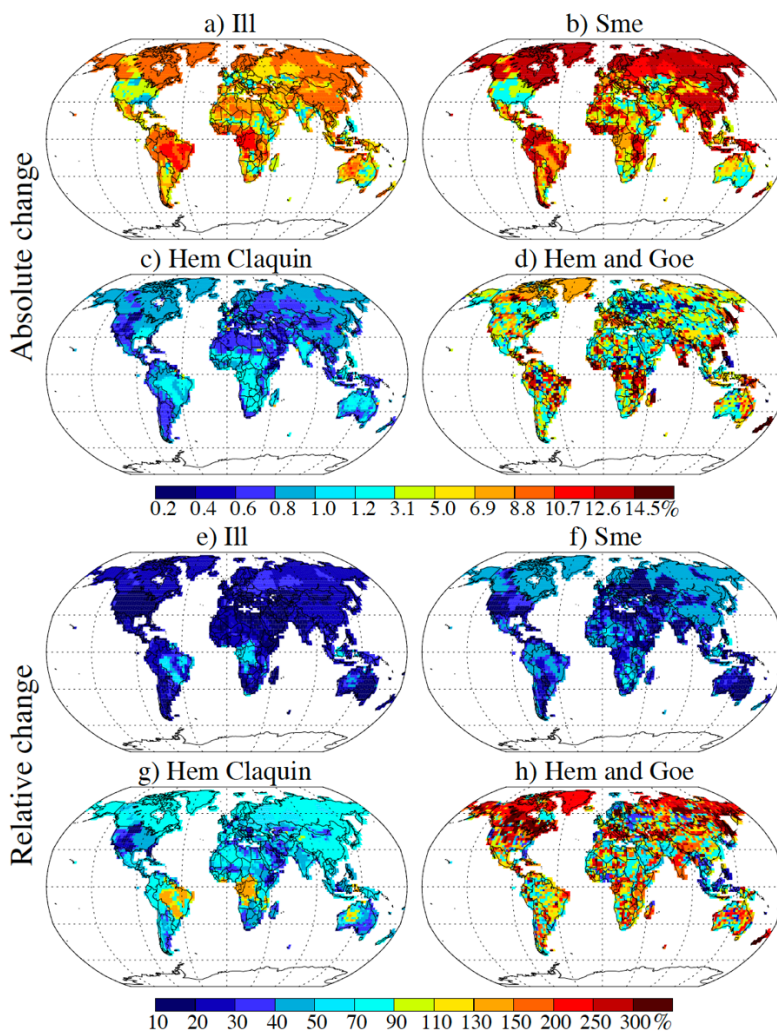 a) Ill
b) Sme
c) Hem Claquin
d) Hem and Goe
Absolute change
0.2 0.4 0.6 0.8 1.0 1.2 3.1 5.0 6.9 8.8 10.7 12.6 14.5%
e) Ill
f) Sme
g) Hem Claquin
h) Hem and Goe
Relative change
10 20 30 40 50 70 90 110 130 150 200 250 300%